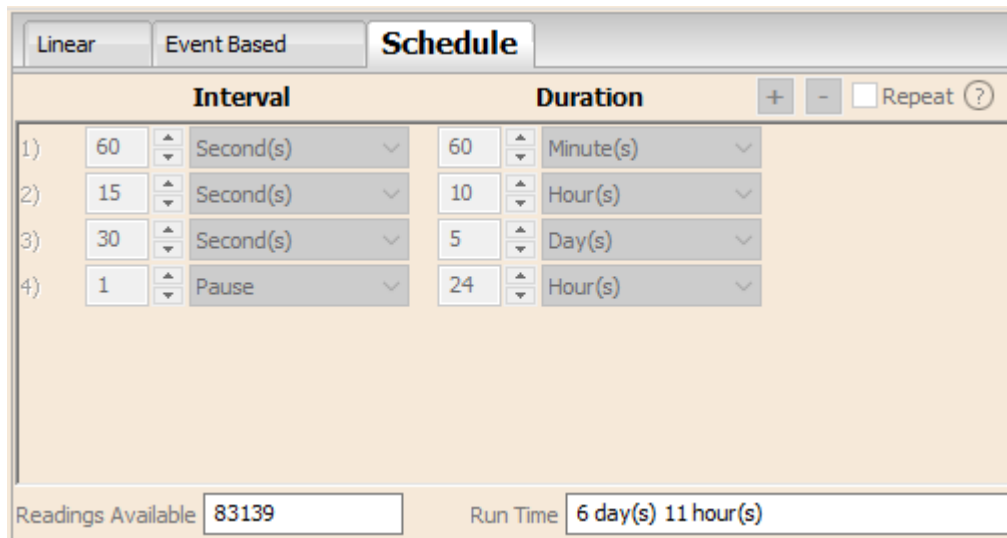 Linear Event Based Schedule
Interval Duration + - Repeat ?
1) 60 Second(s) 60 Minute(s)
2) 15 Second(s) 10 Hour(s)
3) 30 Second(s) 5 Day(s)
4) 1 Pause 24 Hour(s)
Readings Available 83139 Run Time 6 day(s) 11 hour(s)